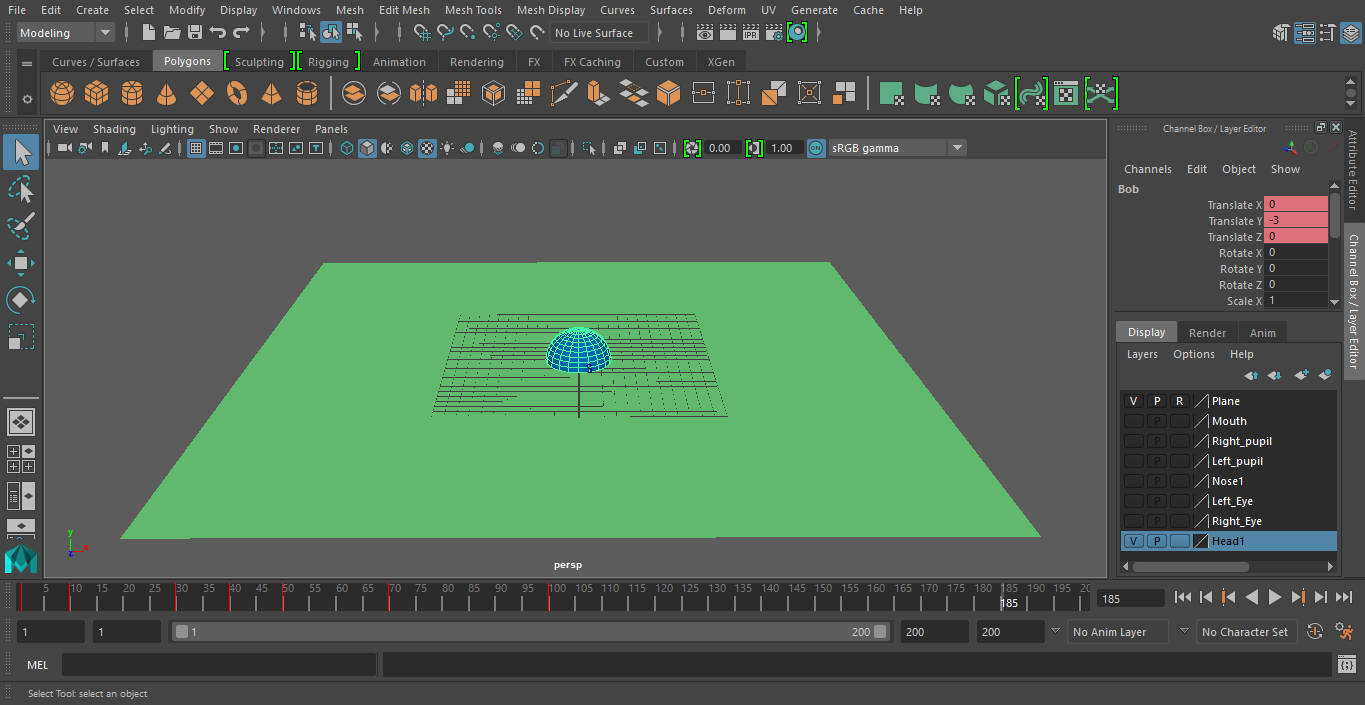 File Edit Create Select Modify Display Windows Mesh Edit Mesh Mesh Tools Mesh Display Curves Surfaces Deform UV Generate Cache Help
Modeling No Live Surface IPR
Curves / Surfaces Polygons Sculpting Rigging Animation Rendering FX FX Caching Custom XGen
View Shading Lighting Show Renderer Panels
0.00 1.00 ON sRGB gamma
Channel Box / Layer Editor
Channels Edit Object Show
Bob
Translate X 0
Translate Y -3
Translate Z 0
Rotate X 0
Rotate Y 0
Rotate Z 0
Scale X 1
Attribute Editor
Channel Box / Layer Editor
Display Render Anim
Layers Options Help
V P R Plane
P Mouth
P Right_pupil
P Left_pupil
P Nose1
P Left_Eye
P Right_Eye
V P Head1
y
x
z
persp
5 10 15 20 25 30 35 40 45 50 55 60 65 70 75 80 85 90 95 100 105 110 115 120 125 130 135 140 145 150 155 160 165 170 175 180 185 190 195 20
185
185
1 1 1 200 200 200 No Anim Layer No Character Set
MEL
Select Tool: select an object